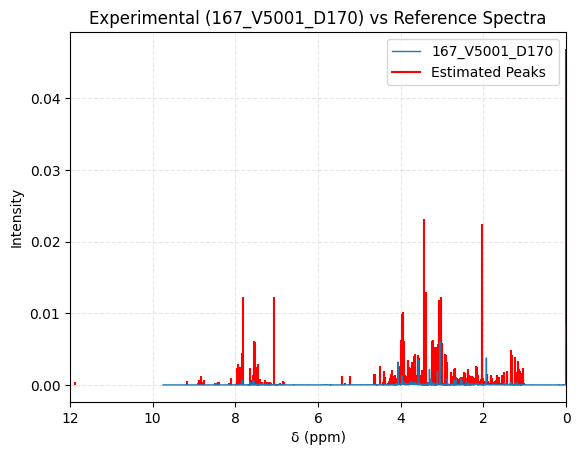 Experimental (167_V5001_D170) vs Reference Spectra
167_V5001_D170
Estimated Peaks
Intensity
0.04
0.03
0.02
0.01
0.00
12 10 8 6 4 2 0
δ (ppm)